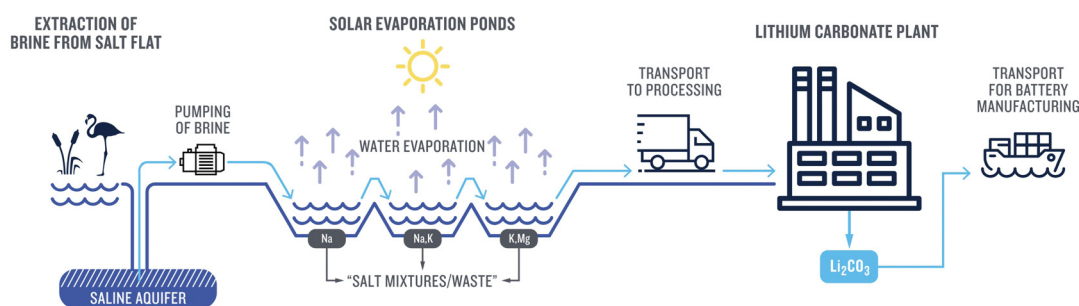 EXTRACTION OF
BRINE FROM SALT FLAT
SOLAR EVAPORATION PONDS
LITHIUM CARBONATE PLANT
PUMPING
OF BRINE
WATER EVAPORATION
TRANSPORT
TO PROCESSING
TRANSPORT
FOR BATTERY
MANUFACTURING
Na
Na,K
K,Mg
"SALT MIXTURES/WASTE"
Li₂CO₃
SALINE AQUIFER